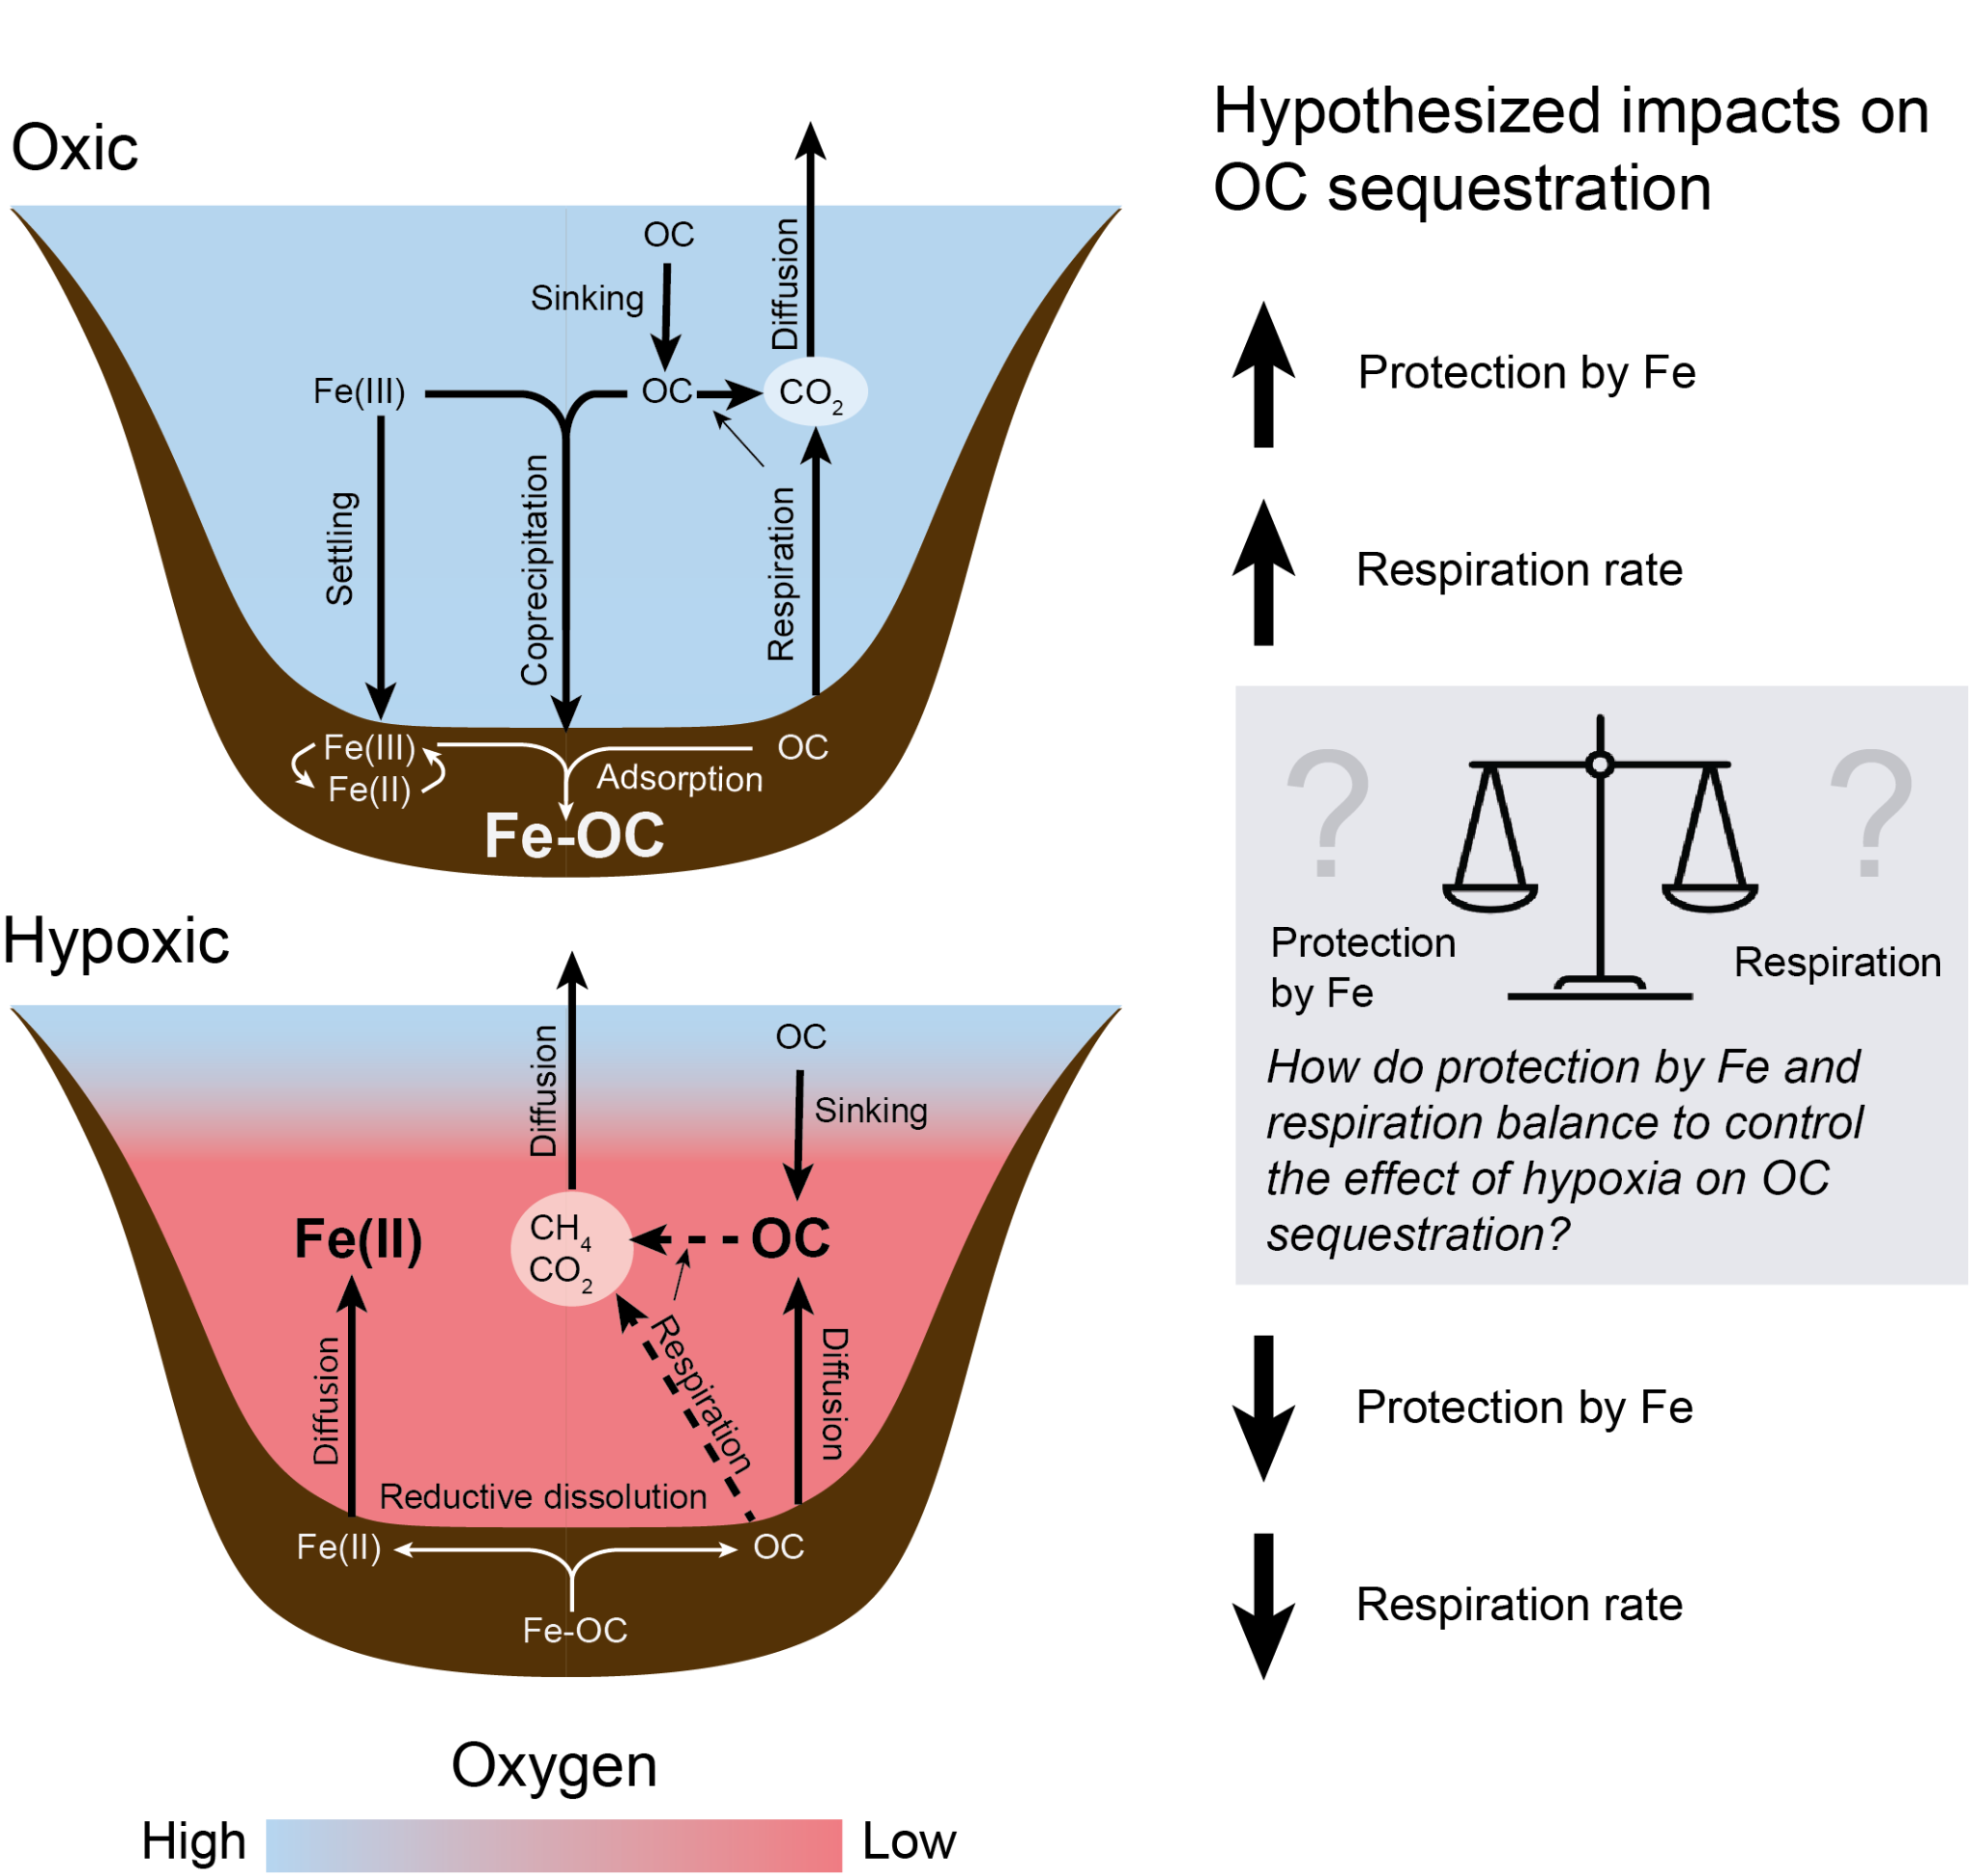 Oxic
OC
Sinking
Diffusion
Fe(III)
OC
CO2
Settling
Coprecipitation
Respiration
Fe(III)
Fe(II)
Adsorption
OC
Fe-OC
Hypoxic
Diffusion
OC
Sinking
Fe(II)
CH4
CO2
OC
Diffusion
Respiration
Diffusion
Reductive dissolution
Fe(II)
OC
Fe-OC
Oxygen
High
Low
Hypothesized impacts on
OC sequestration
Protection by Fe
Respiration rate
?
?
Protection
by Fe
Respiration
How do protection by Fe and
respiration balance to control
the effect of hypoxia on OC
sequestration?
Protection by Fe
Respiration rate